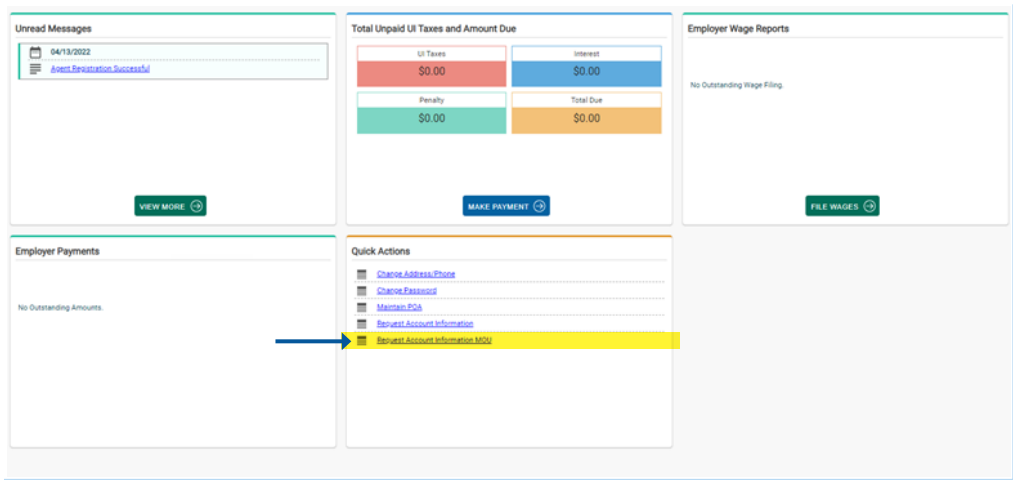 Unread Messages
04/13/2022
Agent Registration Successful
VIEW MORE
Total Unpaid UI Taxes and Amount Due
UI Taxes
$0.00
Interest
$0.00
Penalty
$0.00
Total Due
$0.00
MAKE PAYMENT
Employer Wage Reports
No Outstanding Wage Filing.
FILE WAGES
Employer Payments
No Outstanding Amounts.
Quick Actions
Change Address/Phone
Change Password
Maintain POA
Request Account Information
Request Account Information MOU